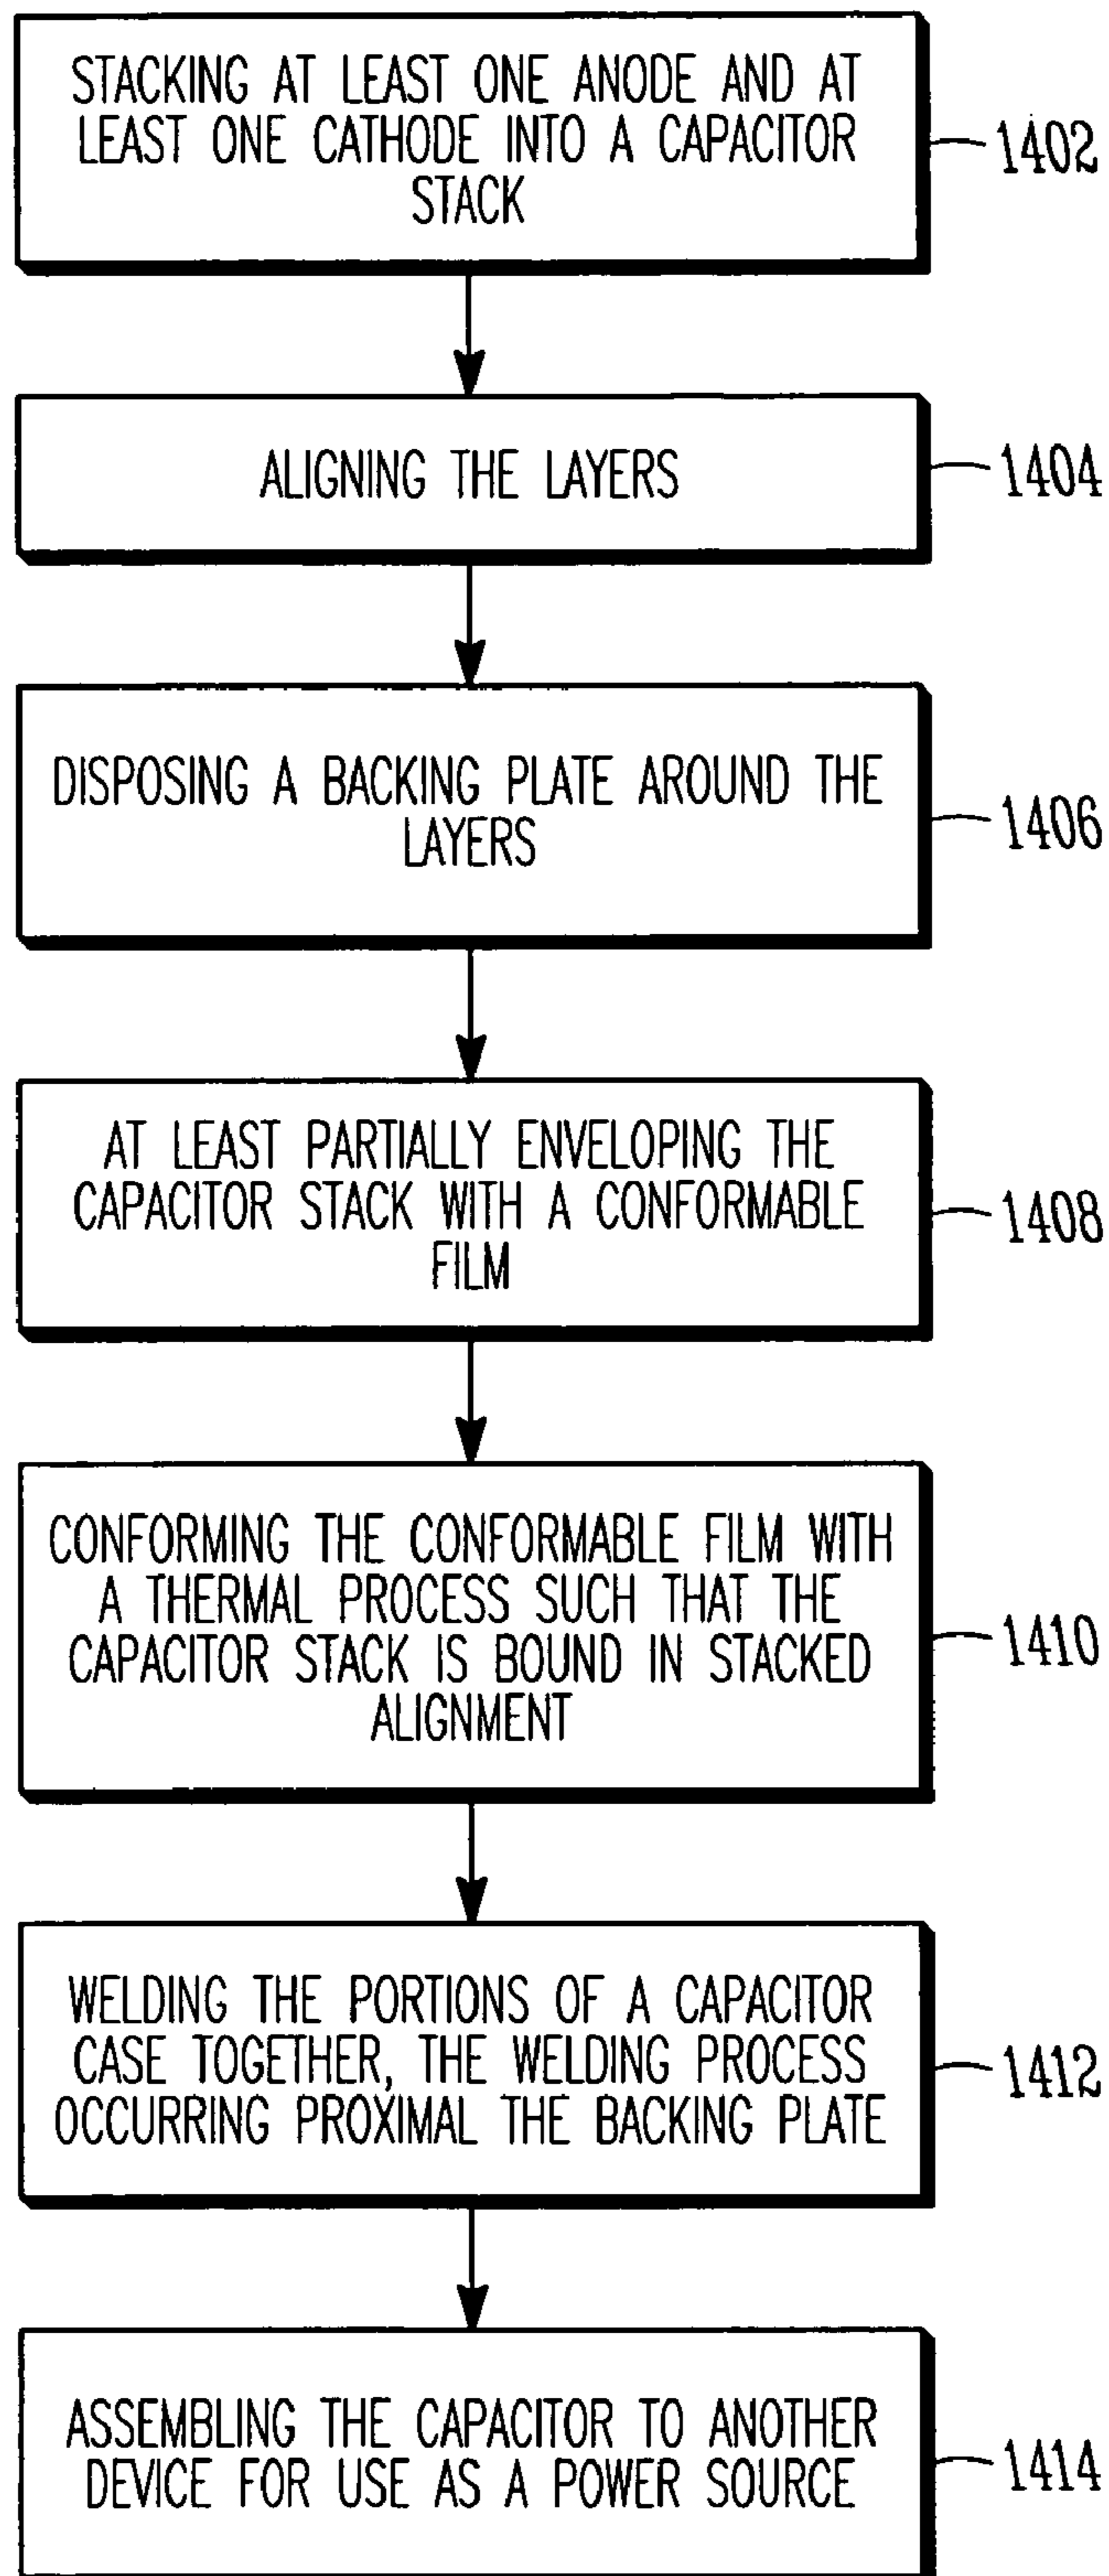 STACKING AT LEAST ONE ANODE AND AT
LEAST ONE CATHODE INTO A CAPACITOR
STACK
1402
ALIGNING THE LAYERS
1404
DISPOSING A BACKING PLATE AROUND THE
LAYERS
1406
AT LEAST PARTIALLY ENVELOPING THE
CAPACITOR STACK WITH A CONFORMABLE
FILM
1408
CONFORMING THE CONFORMABLE FILM WITH
A THERMAL PROCESS SUCH THAT THE
CAPACITOR STACK IS BOUND IN STACKED
ALIGNMENT
1410
WELDING THE PORTIONS OF A CAPACITOR
CASE TOGETHER, THE WELDING PROCESS
OCCURRING PROXIMAL THE BACKING PLATE
1412
ASSEMBLING THE CAPACITOR TO ANOTHER
DEVICE FOR USE AS A POWER SOURCE
1414